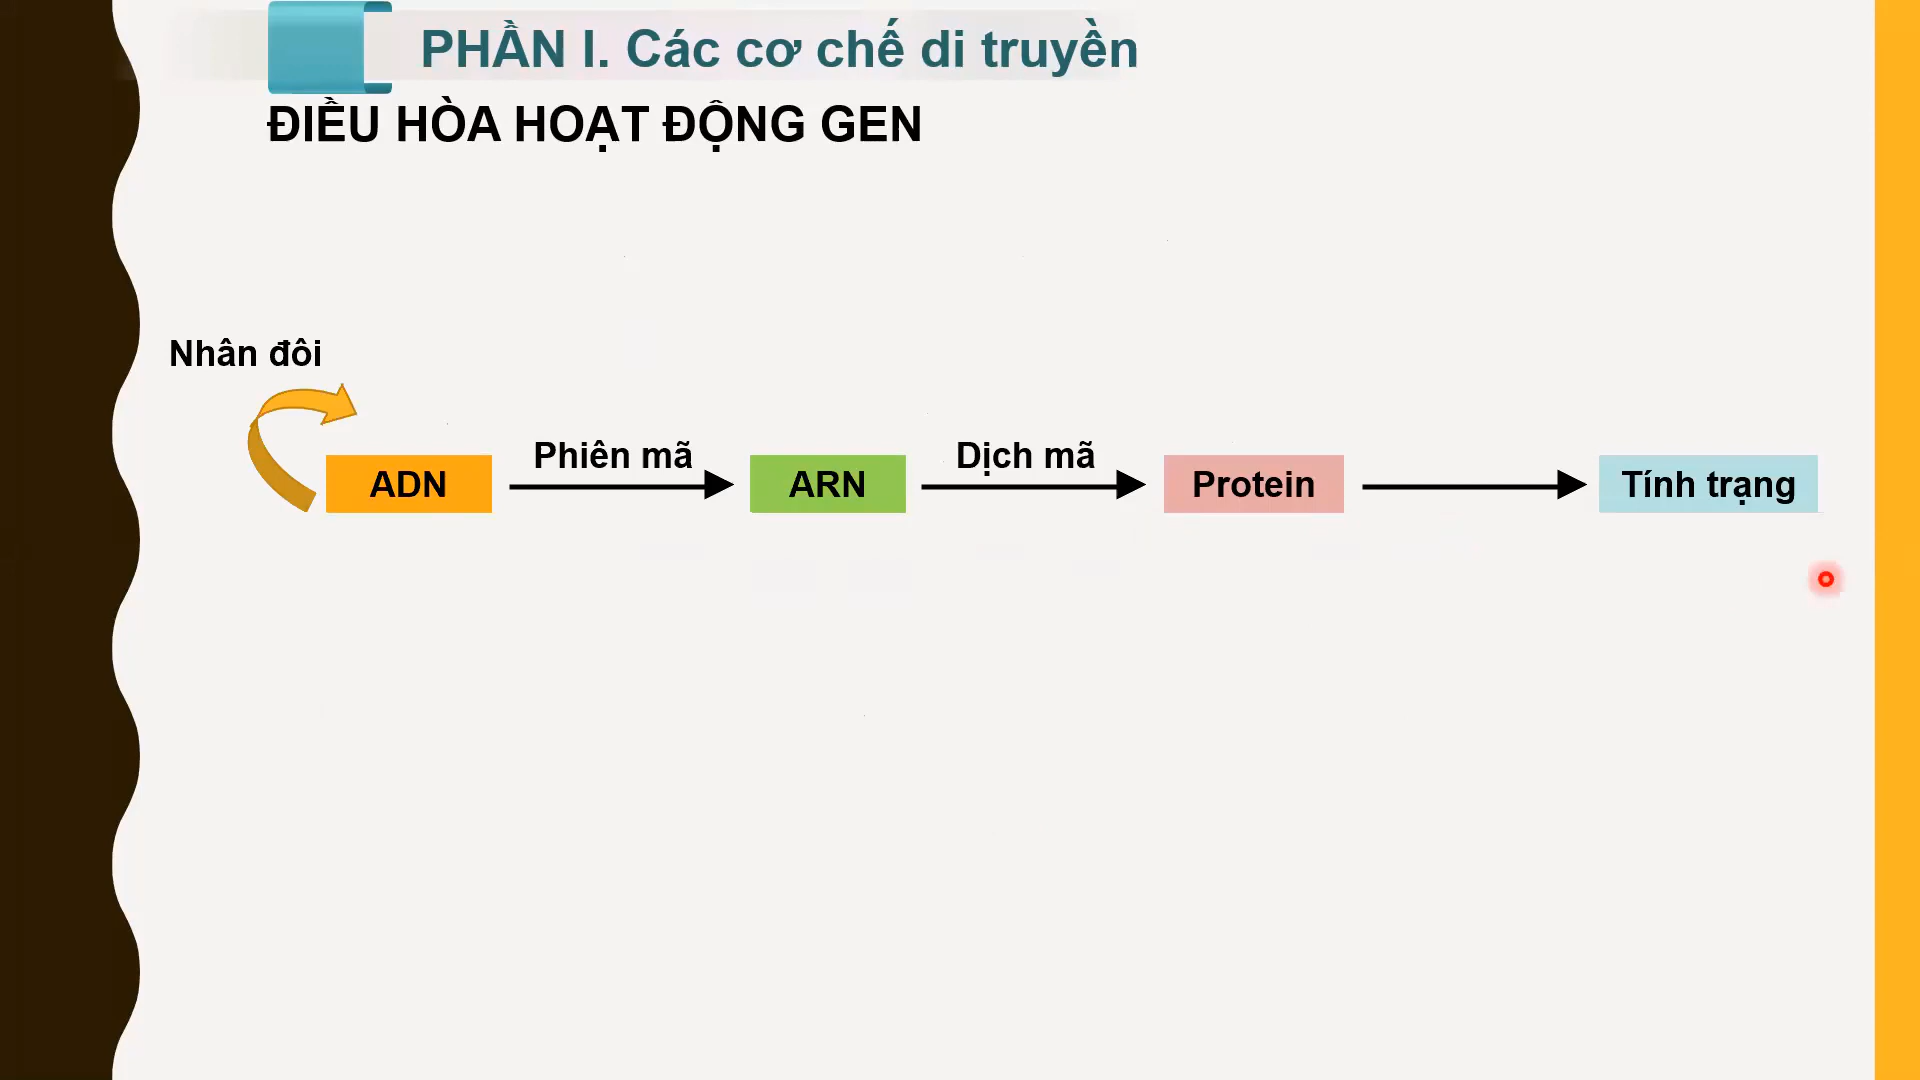 PHẦN I. Các cơ chế di truyền
ĐIỀU HÒA HOẠT ĐỘNG GEN
Nhân đôi
Phiên mã
Dịch mã
ADN
ARN
Protein
Tính trạng